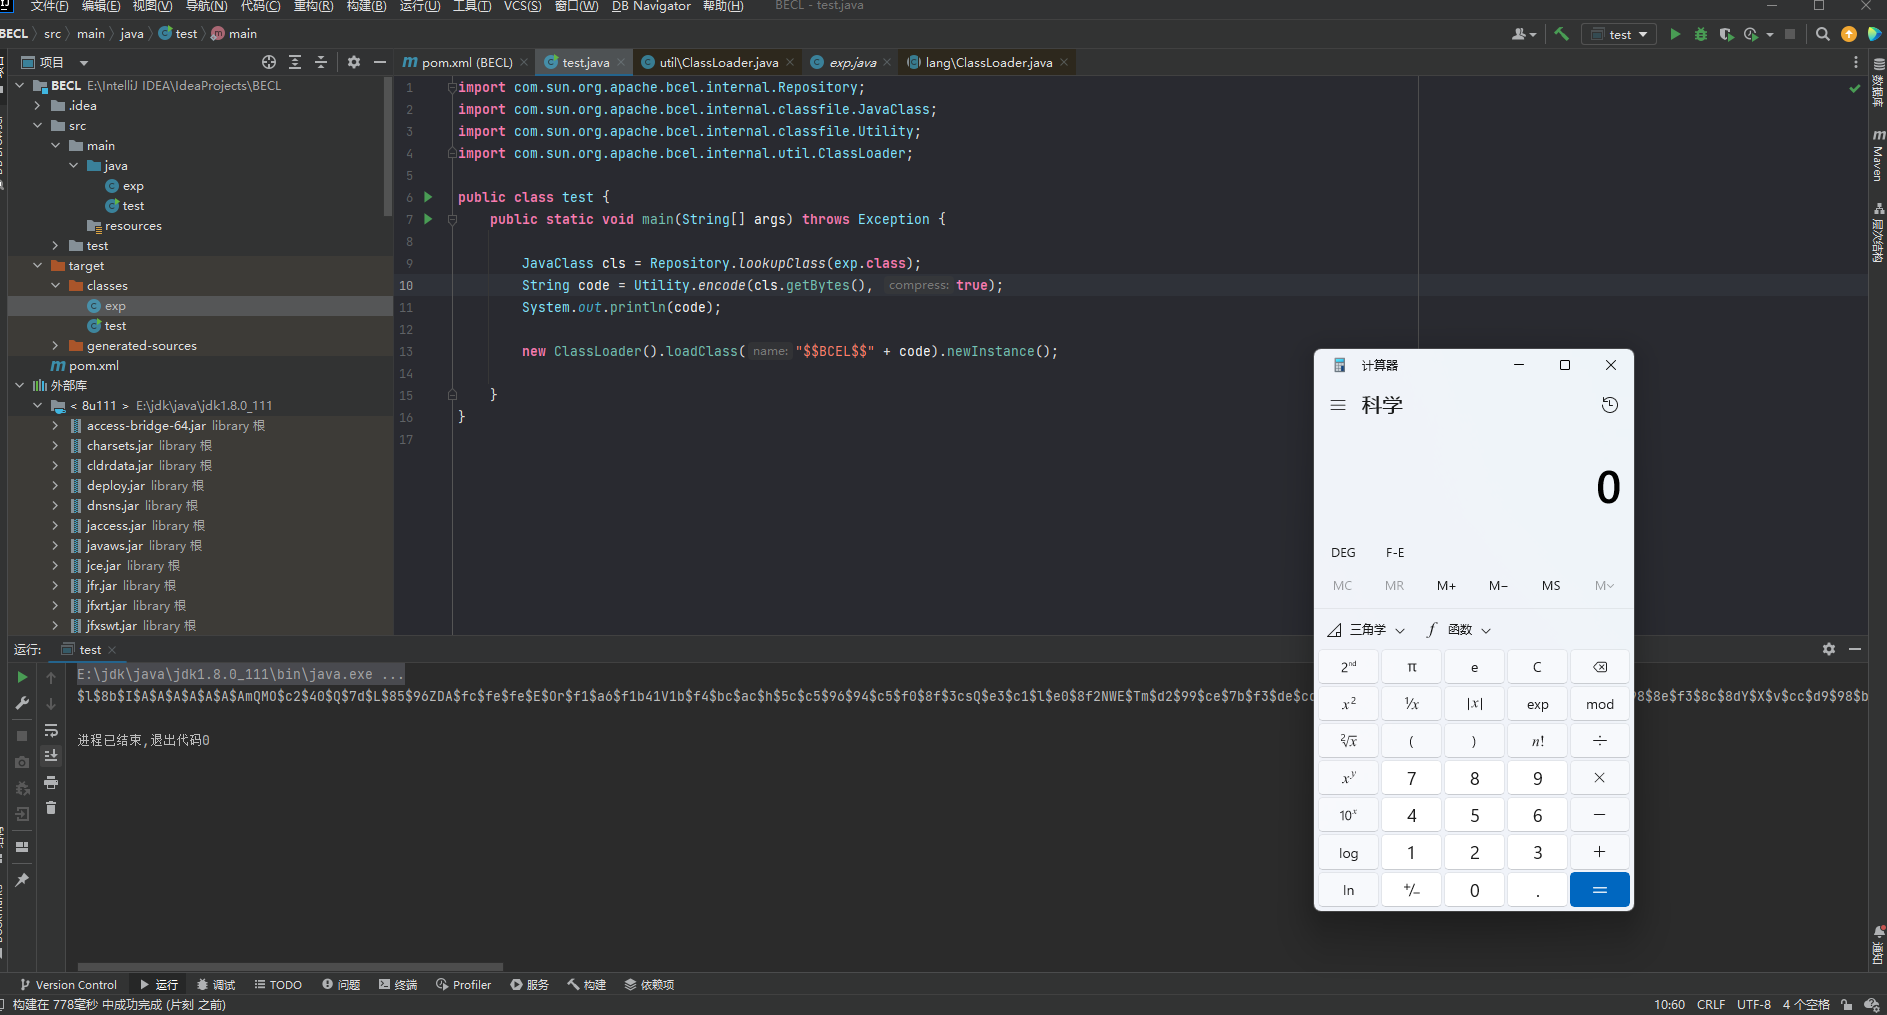 文件(F) 编辑(E) 视图(V) 导航(N) 代码(C) 重构(R) 构建(B) 运行(U) 工具(T) VCS(S) 窗口(W) DB Navigator 帮助(H) BECL - test.java
BECL src main java test main
test
项目
pom.xml (BECL) test.java util\ClassLoader.java exp.java lang\ClassLoader.java
BECL E:\IntelliJ IDEA\IdeaProjects\BECL
.idea
src
main
java
exp
test
resources
test
target
classes
exp
test
generated-sources
pom.xml
外部库
< 8u111 > E:\jdk\java\jdk1.8.0_111
access-bridge-64.jar library 根
charsets.jar library 根
cldrdata.jar library 根
deploy.jar library 根
dnsns.jar library 根
jaccess.jar library 根
javaws.jar library 根
jce.jar library 根
jfr.jar library 根
jfxrt.jar library 根
jfxswt.jar library 根
1 import com.sun.org.apache.bcel.internal.Repository;
2 import com.sun.org.apache.bcel.internal.classfile.JavaClass;
3 import com.sun.org.apache.bcel.internal.classfile.Utility;
4 import com.sun.org.apache.bcel.internal.util.ClassLoader;
5
6 public class test {
7 public static void main(String[] args) throws Exception {
8
9 JavaClass cls = Repository.lookupClass(exp.class);
10 String code = Utility.encode(cls.getBytes(), compress: true);
11 System.out.println(code);
12
13 new ClassLoader().loadClass( name: "$$BCEL$$" + code).newInstance();
14
15 }
16 }
17
数据库
Maven
层次结构
通知
计算器
科学
0
DEG F-E
MC MR M+ M− MS M
三角学 f 函数
2nd π e C
x² ¹/x |x| exp mod
²√x ( ) n! ÷
xʸ 7 8 9 ×
10ˣ 4 5 6 −
log 1 2 3 +
ln +/− 0 . =
运行: test
E:\jdk\java\jdk1.8.0_111\bin\java.exe ...
$l$8b$I$A$A$A$A$A$A$AmQMO$c2$40$Q$7d$L$85$96ZDA$fc$fe$fe$E$Or$f1$a6$f1b41V1b$f4$bc$ac$h$5c$c5$96$94$c5$f0$8f$3csQ$e3$c1$l$e0$8f2NWE$Tm$d2$99$ce$7b$f3$de$cc 98$8e$f3$8c$8dY$X$v$cc$d9$98$b
进程已结束,退出代码0
Version Control 运行 调试 TODO 问题 终端 Profiler 服务 构建 依赖项
构建在 778毫秒 中成功完成 (片刻 之前) 10:60 CRLF UTF-8 4 个空格